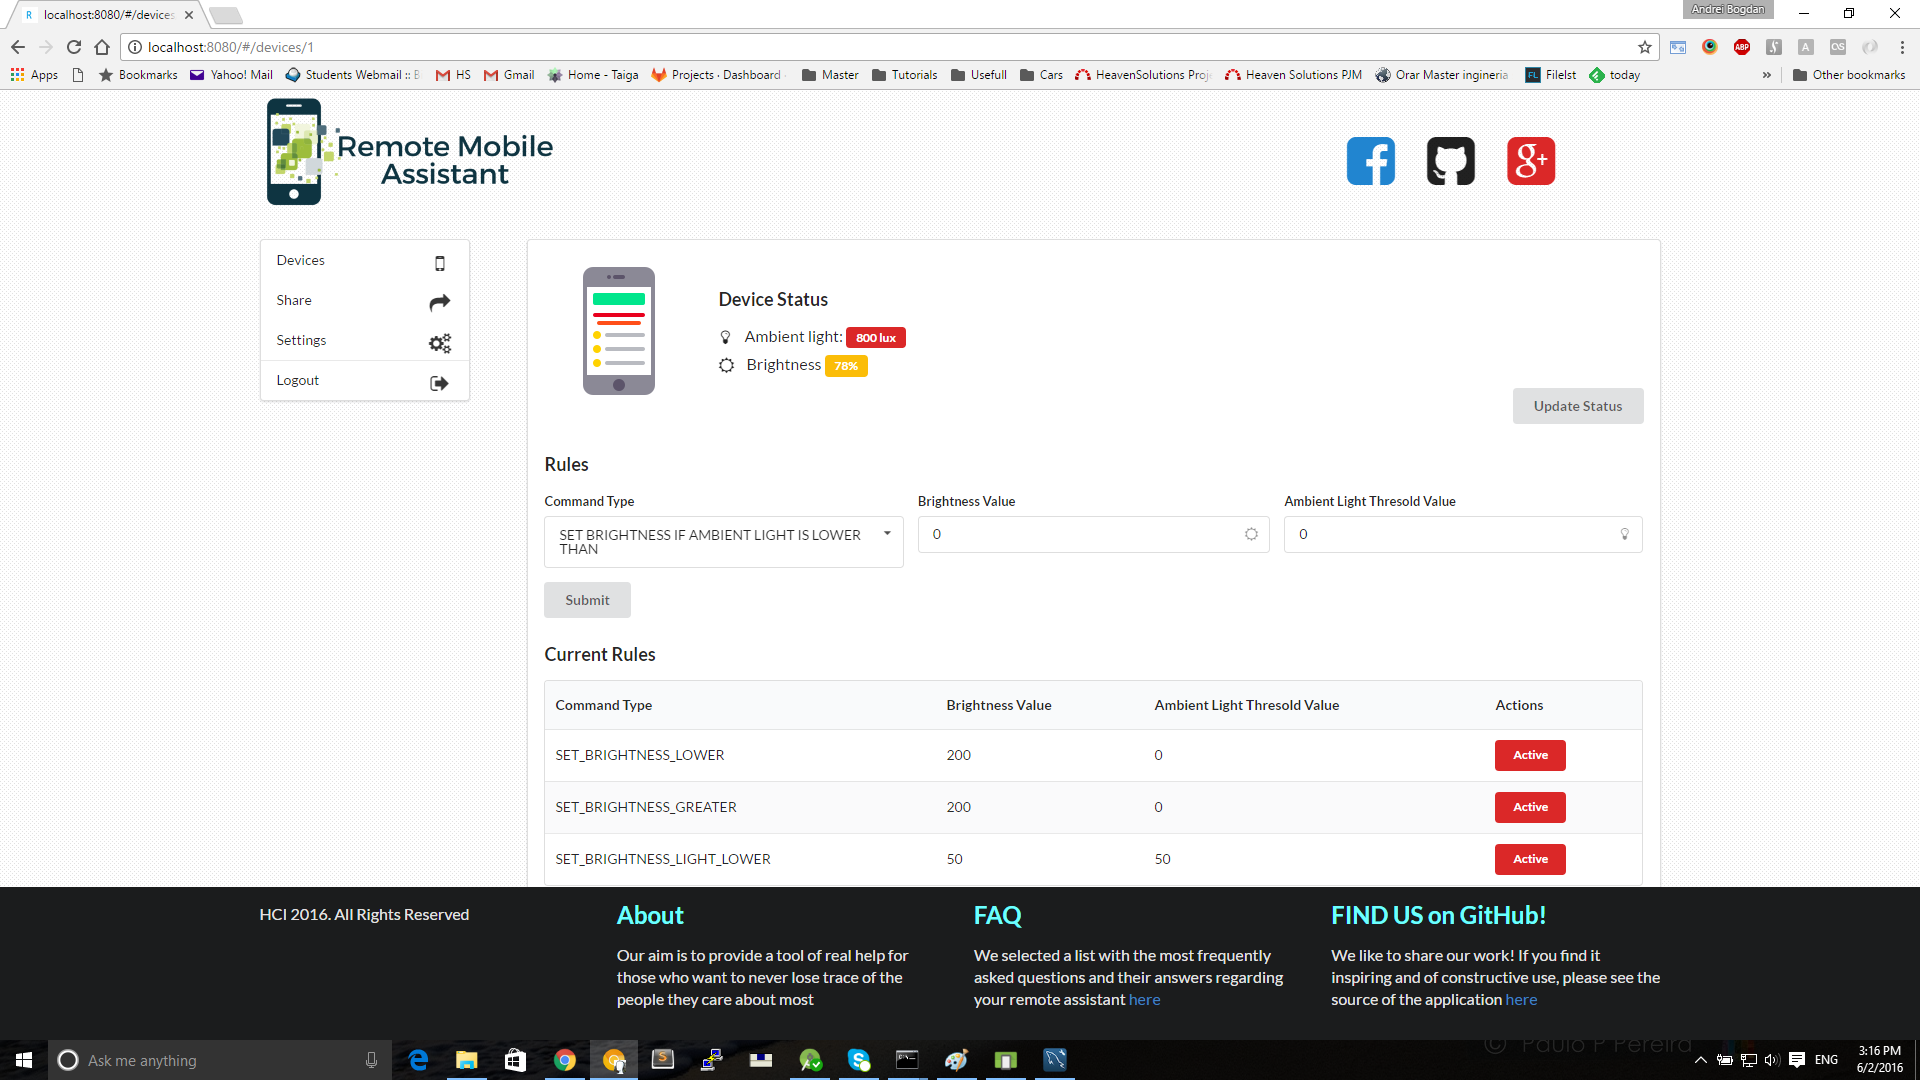 localhost:8080/#/devices
Andrei Bogdan
localhost:8080/#/devices/1
Apps
Bookmarks
Yahoo! Mail
Students Webmail :: B
HS
Gmail
Home - Taiga
Projects · Dashboard
Master
Tutorials
Usefull
Cars
HeavenSolutions Proj
Heaven Solutions PJM
Orar Master ingineria
FileIst
today
»
Other bookmarks
Remote Mobile
Assistant
Devices
Share
Settings
Logout
Device Status
Ambient light: 800 lux
Brightness 78%
Update Status
Rules
Command Type
Brightness Value
Ambient Light Thresold Value
SET BRIGHTNESS IF AMBIENT LIGHT IS LOWER
THAN
0
0
Submit
Current Rules
Command Type Brightness Value Ambient Light Thresold Value Actions
SET_BRIGHTNESS_LOWER 200 0 Active
SET_BRIGHTNESS_GREATER 200 0 Active
SET_BRIGHTNESS_LIGHT_LOWER 50 50 Active
HCI 2016. All Rights Reserved
About
Our aim is to provide a tool of real help for
those who want to never lose trace of the
people they care about most
FAQ
We selected a list with the most frequently
asked questions and their answers regarding
your remote assistant here
FIND US on GitHub!
We like to share our work! If you find it
inspiring and of constructive use, please see the
source of the application here
© Paulo P Pereira
Ask me anything
ENG
3:16 PM
6/2/2016